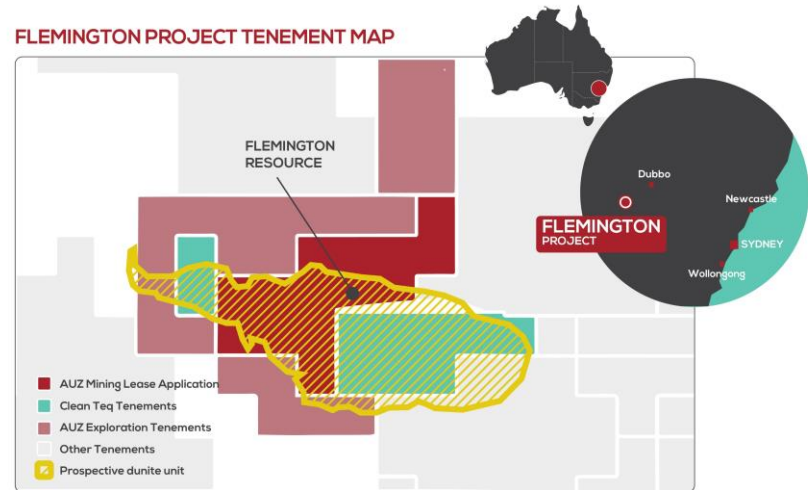 FLEMINGTON PROJECT TENEMENT MAP
FLEMINGTON
RESOURCE
Dubbo
Newcastle
FLEMINGTON
PROJECT
SYDNEY
Wollongong
AUZ Mining Lease Application
Clean Teq Tenements
AUZ Exploration Tenements
Other Tenements
Prospective dunite unit